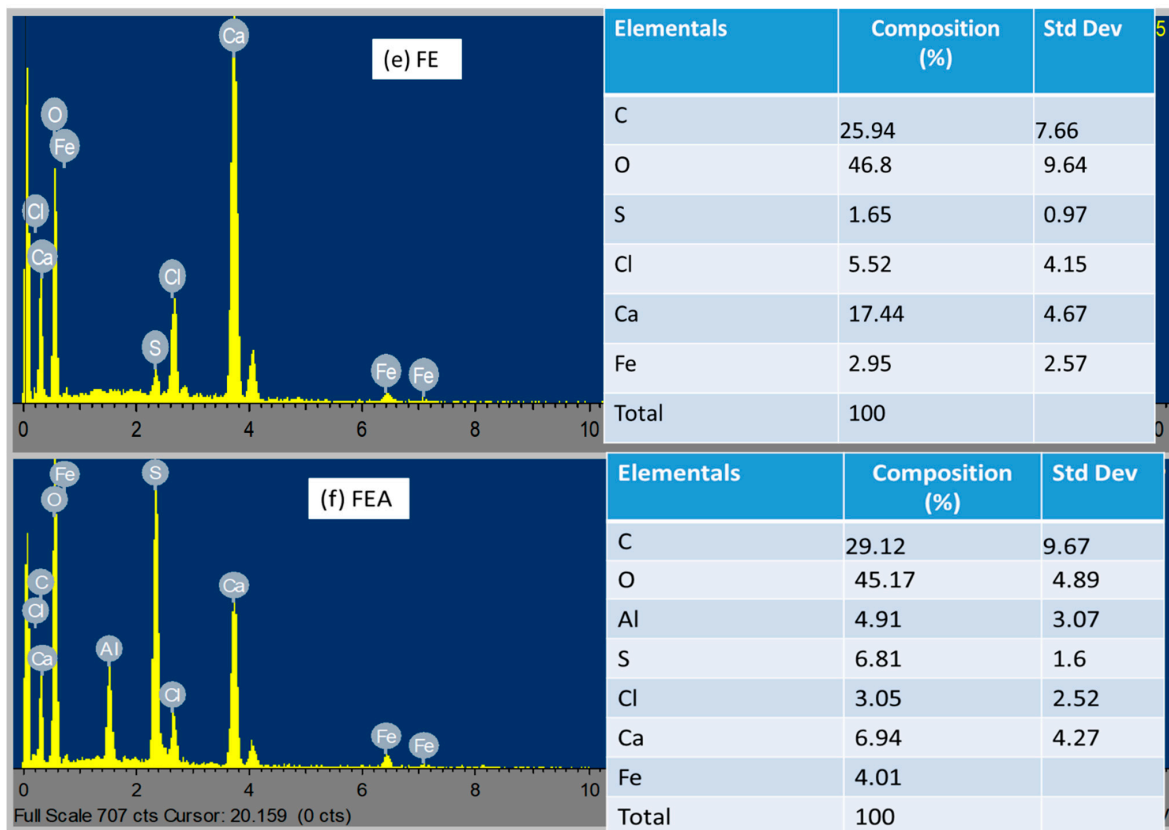 (e) FE
Ca
O
Fe
Cl
Ca
Cl
S
Fe
Fe
0 2 4 6 8 10
Elementals Composition (%) Std Dev
C 25.94 7.66
O 46.8 9.64
S 1.65 0.97
Cl 5.52 4.15
Ca 17.44 4.67
Fe 2.95 2.57
Total 100
5
0
(f) FEA
Fe
S
O
C
Cl
Ca
Al
Cl
Ca
Fe
Fe
0 2 4 6 8 10
Full Scale 707 cts Cursor: 20.159 (0 cts)
Elementals Composition (%) Std Dev
C 29.12 9.67
O 45.17 4.89
Al 4.91 3.07
S 6.81 1.6
Cl 3.05 2.52
Ca 6.94 4.27
Fe 4.01
Total 100